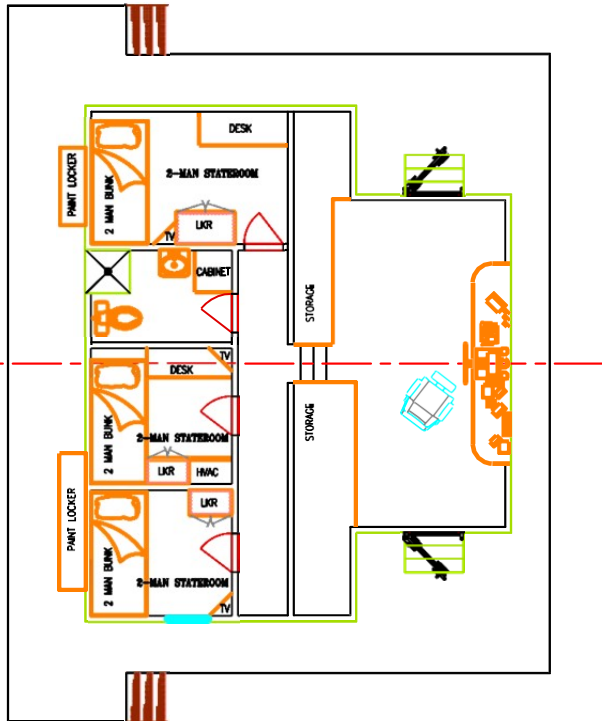 DESK
PAINT LOCKER
2 MAN BUNK
2-MAN STATEROOM
TV
LKR
CABINET
STORAGE
TV
DESK
2 MAN BUNK
2-MAN STATEROOM
STORAGE
LKR
HVAC
PAINT LOCKER
LKR
2 MAN BUNK
2-MAN STATEROOM
TV